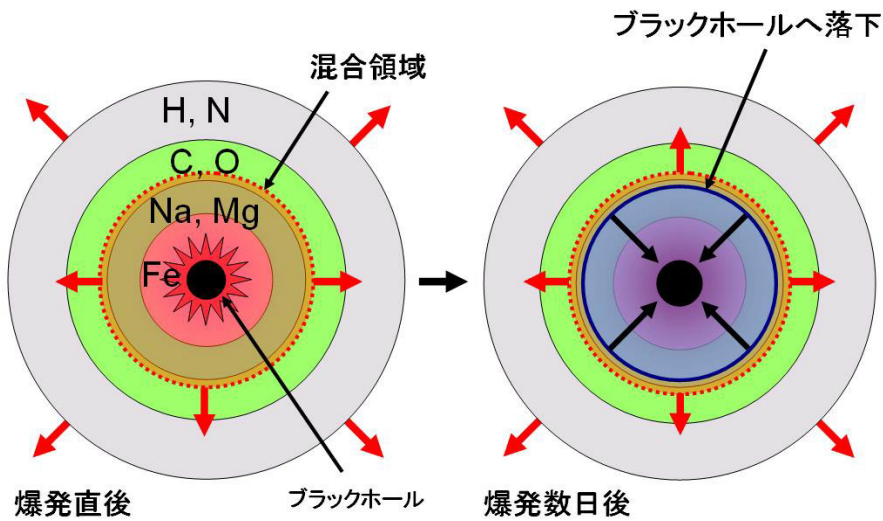 ブラックホールへ落下
混合領域
H, N
C, O
Na, Mg
Fe
爆発直後
ブラックホール
爆発数日後